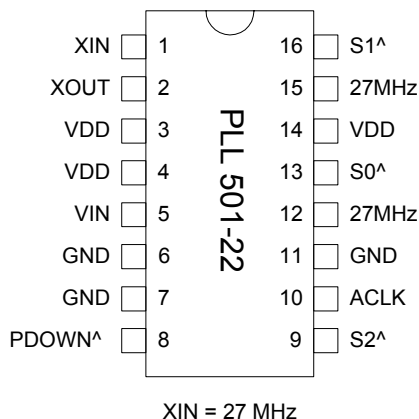 XIN 1 16 S1^
XOUT 2 15 27MHz
VDD 3 14 VDD
VDD 4 13 S0^
VIN 5 12 27MHz
GND 6 11 GND
GND 7 10 ACLK
PDOWN^ 8 9 S2^
PLL 501-22
XIN = 27 MHz